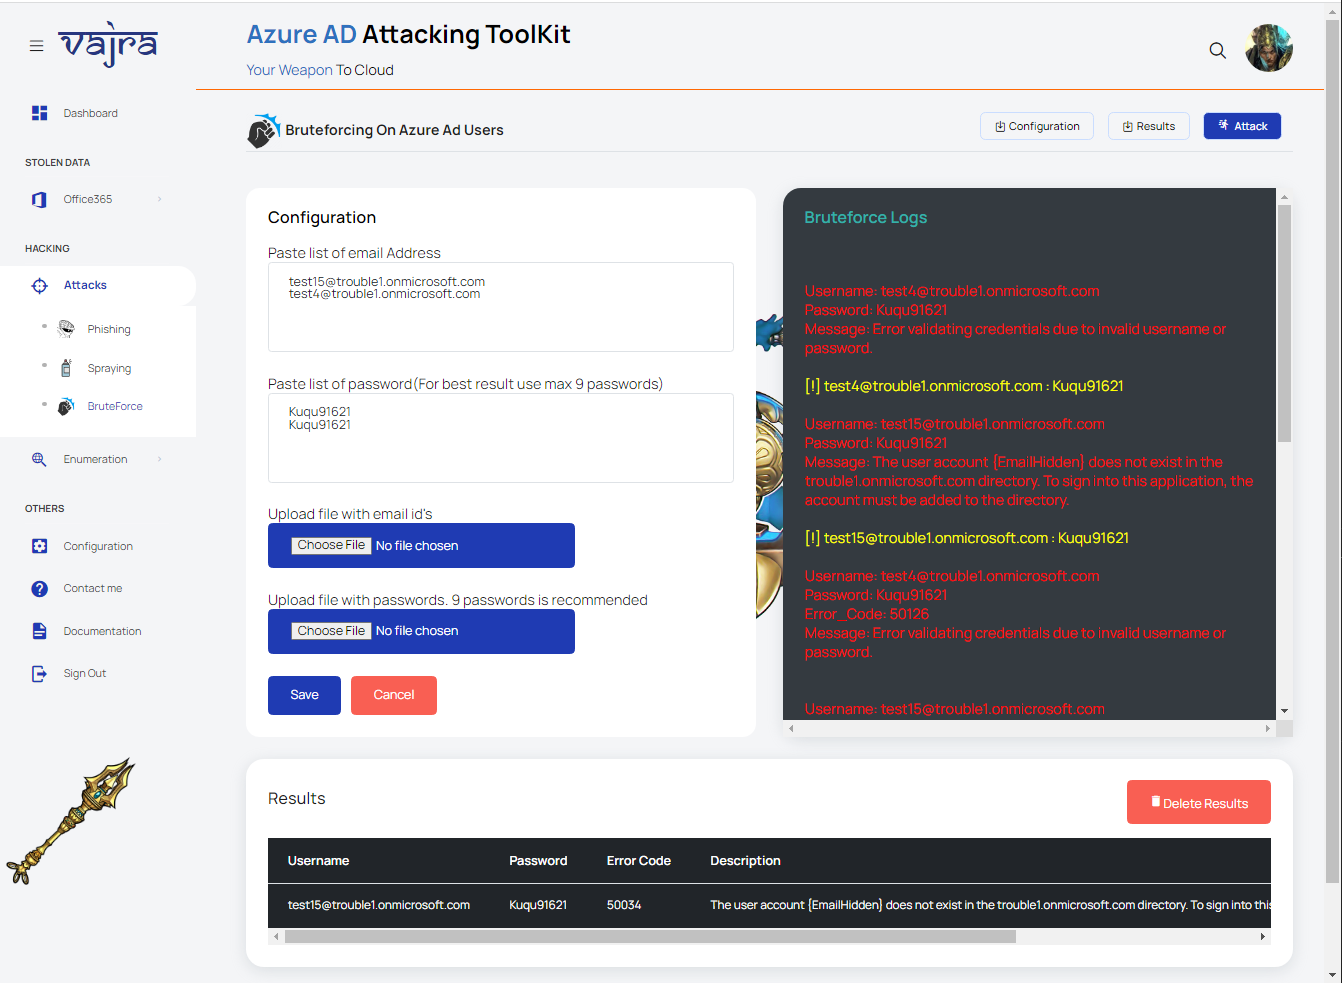 vajra
Azure AD Attacking ToolKit
Your Weapon To Cloud
Dashboard
STOLEN DATA
Office365
HACKING
Attacks
Phishing
Spraying
BruteForce
Enumeration
OTHERS
Configuration
Contact me
Documentation
Sign Out
Bruteforcing On Azure Ad Users
Configuration
Results
Attack
Configuration
Paste list of email Address
test15@trouble1.onmicrosoft.com
test4@trouble1.onmicrosoft.com
Paste list of password(For best result use max 9 passwords)
Kuqu91621
Kuqu91621
Upload file with email id's
Choose File No file chosen
Upload file with passwords. 9 passwords is recommended
Choose File No file chosen
Save
Cancel
Bruteforce Logs
Username: test4@trouble1.onmicrosoft.com
Password: Kuqu91621
Message: Error validating credentials due to invalid username or
password.
[!] test4@trouble1.onmicrosoft.com : Kuqu91621
Username: test15@trouble1.onmicrosoft.com
Password: Kuqu91621
Message: The user account {EmailHidden} does not exist in the
trouble1.onmicrosoft.com directory. To sign into this application, the
account must be added to the directory.
[!] test15@trouble1.onmicrosoft.com : Kuqu91621
Username: test4@trouble1.onmicrosoft.com
Password: Kuqu91621
Error_Code: 50126
Message: Error validating credentials due to invalid username or
password.
Username: test15@trouble1.onmicrosoft.com
Results
Delete Results
Username Password Error Code Description
test15@trouble1.onmicrosoft.com Kuqu91621 50034 The user account {EmailHidden} does not exist in the trouble1.onmicrosoft.com directory. To sign into this